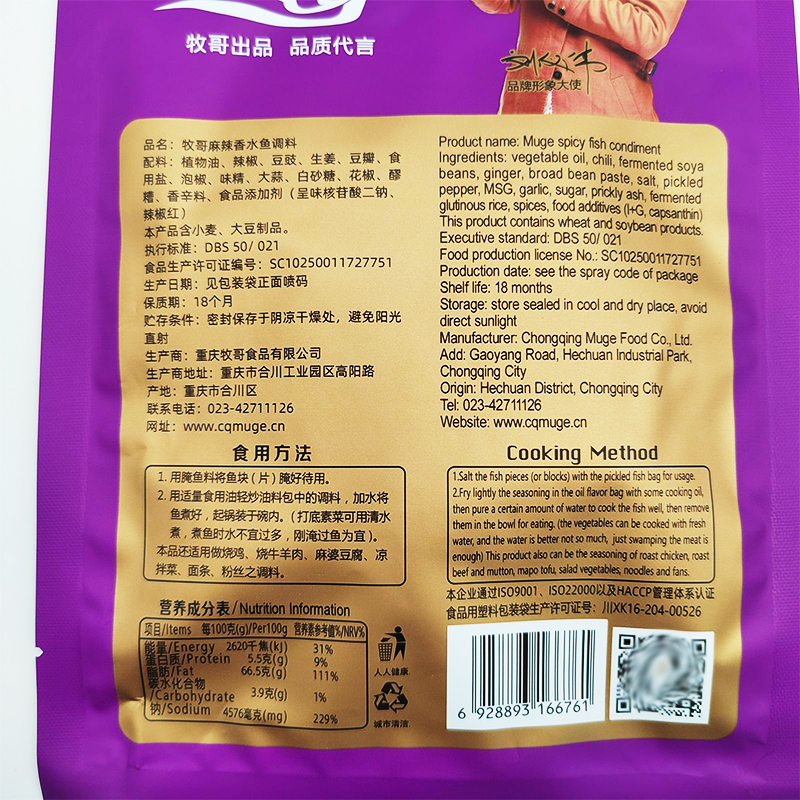 牧哥出品 品质代言
品牌形象大使
品名：牧哥麻辣香水鱼调料
配料：植物油、辣椒、豆豉、生姜、豆瓣、食
用盐、泡椒、味精、大蒜、白砂糖、花椒、醪
糟、香辛料、食品添加剂（呈味核苷酸二钠、
辣椒红）
本产品含小麦、大豆制品。
执行标准：DBS 50/ 021
食品生产许可证编号：SC10250011727751
生产日期：见包装袋正面喷码
保质期：18个月
贮存条件：密封保存于阴凉干燥处，避免阳光
直射
生产商：重庆牧哥食品有限公司
生产商地址：重庆市合川工业园区高阳路
产地：重庆市合川区
联系电话：023-42711126
网址：www.cqmuge.cn
Product name: Muge spicy fish condiment
Ingredients: vegetable oil, chili, fermented soya
beans, ginger, broad bean paste, salt, pickled
pepper, MSG, garlic, sugar, prickly ash, fermented
glutinous rice, spices, food additives (I+G, capsanthin)
This product contains wheat and soybean products.
Executive standard: DBS 50/ 021
Food production license No.: SC10250011727751
Production date: see the spray code of package
Shelf life: 18 months
Storage: store sealed in cool and dry place, avoid
direct sunlight
Manufacturer: Chongqing Muge Food Co., Ltd.
Add: Gaoyang Road, Hechuan Industrial Park,
Chongqing City
Origin: Hechuan District, Chongqing City
Tel: 023-42711126
Website: www.cqmuge.cn
食用方法
1. 用腌鱼料将鱼块（片）腌好待用。
2. 用适量食用油轻炒油料包中的调料，加水将
鱼煮好，起锅装于碗内。（打底素菜可用清水
煮，煮鱼时水不宜过多，刚淹过鱼为宜）。
本品还适用做烧鸡、烧牛羊肉、麻婆豆腐、凉
拌菜、面条、粉丝之调料。
Cooking Method
1.Salt the fish pieces (or blocks) with the pickled fish bag for usage.
2.Fry lightly the seasoning in the oil flavor bag with some cooking oil,
then pure a certain amount of water to cook the fish well, then remove
them in the bowl for eating. (the vegetables can be cooked with fresh
water, and the water is better not so much, just swamping the meat is
enough) This product also can be the seasoning of roast chicken, roast
beef and mutton, mapo tofu, salad vegetables, noodles and fans.
营养成分表 / Nutrition Information
项目/Items 每100克(g)/Per100g 营养素参考值%/NRV%
能量/Energy 2620千焦(kJ) 31%
蛋白质/Protein 5.5克(g) 9%
脂肪/Fat 66.5克(g) 111%
碳水化合物
/Carbohydrate 3.9克(g) 1%
钠/Sodium 4576毫克(mg) 229%
人人健康.
城市清洁.
本企业通过ISO9001、ISO22000以及HACCP管理体系认证
食品用塑料包装袋生产许可证号：川XK16-204-00526
6 928893 166761